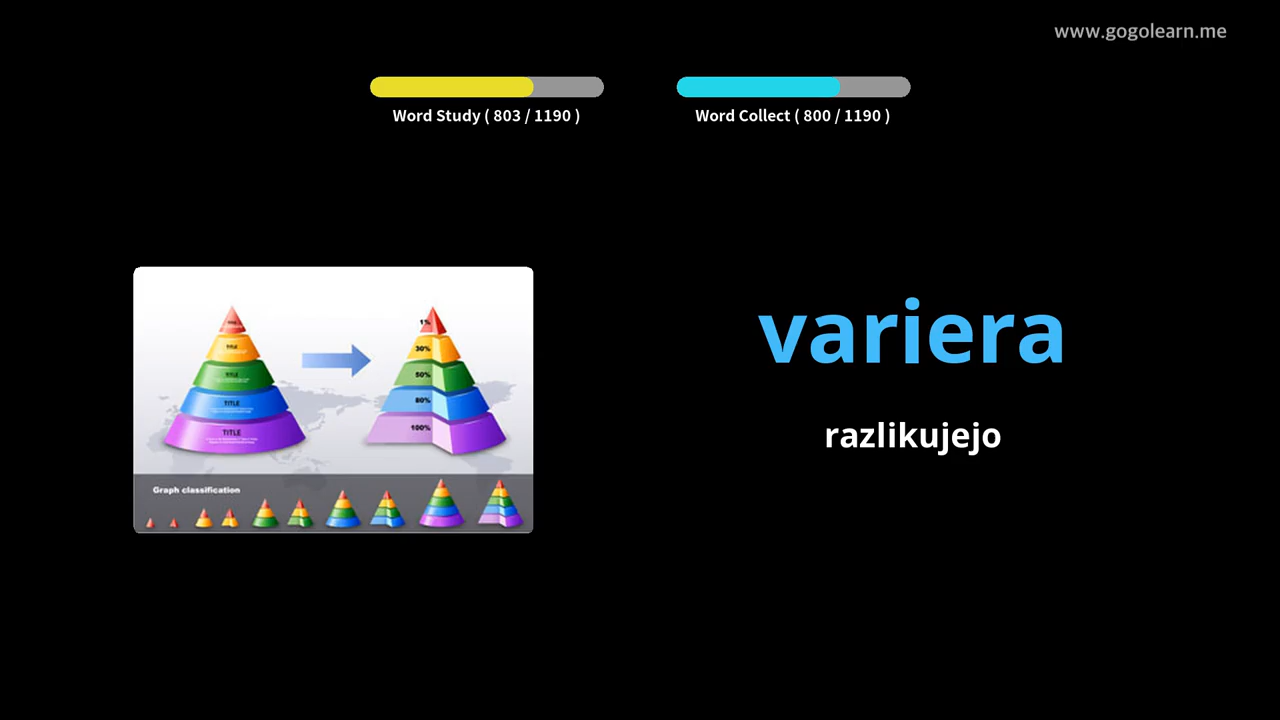 www.gogolearn.me
Word Study ( 803 / 1190 )
Word Collect ( 800 / 1190 )
variera
razlikujejo
TITLE
TITLE
TITLE
TITLE
1%
30%
50%
80%
100%
Graph classification